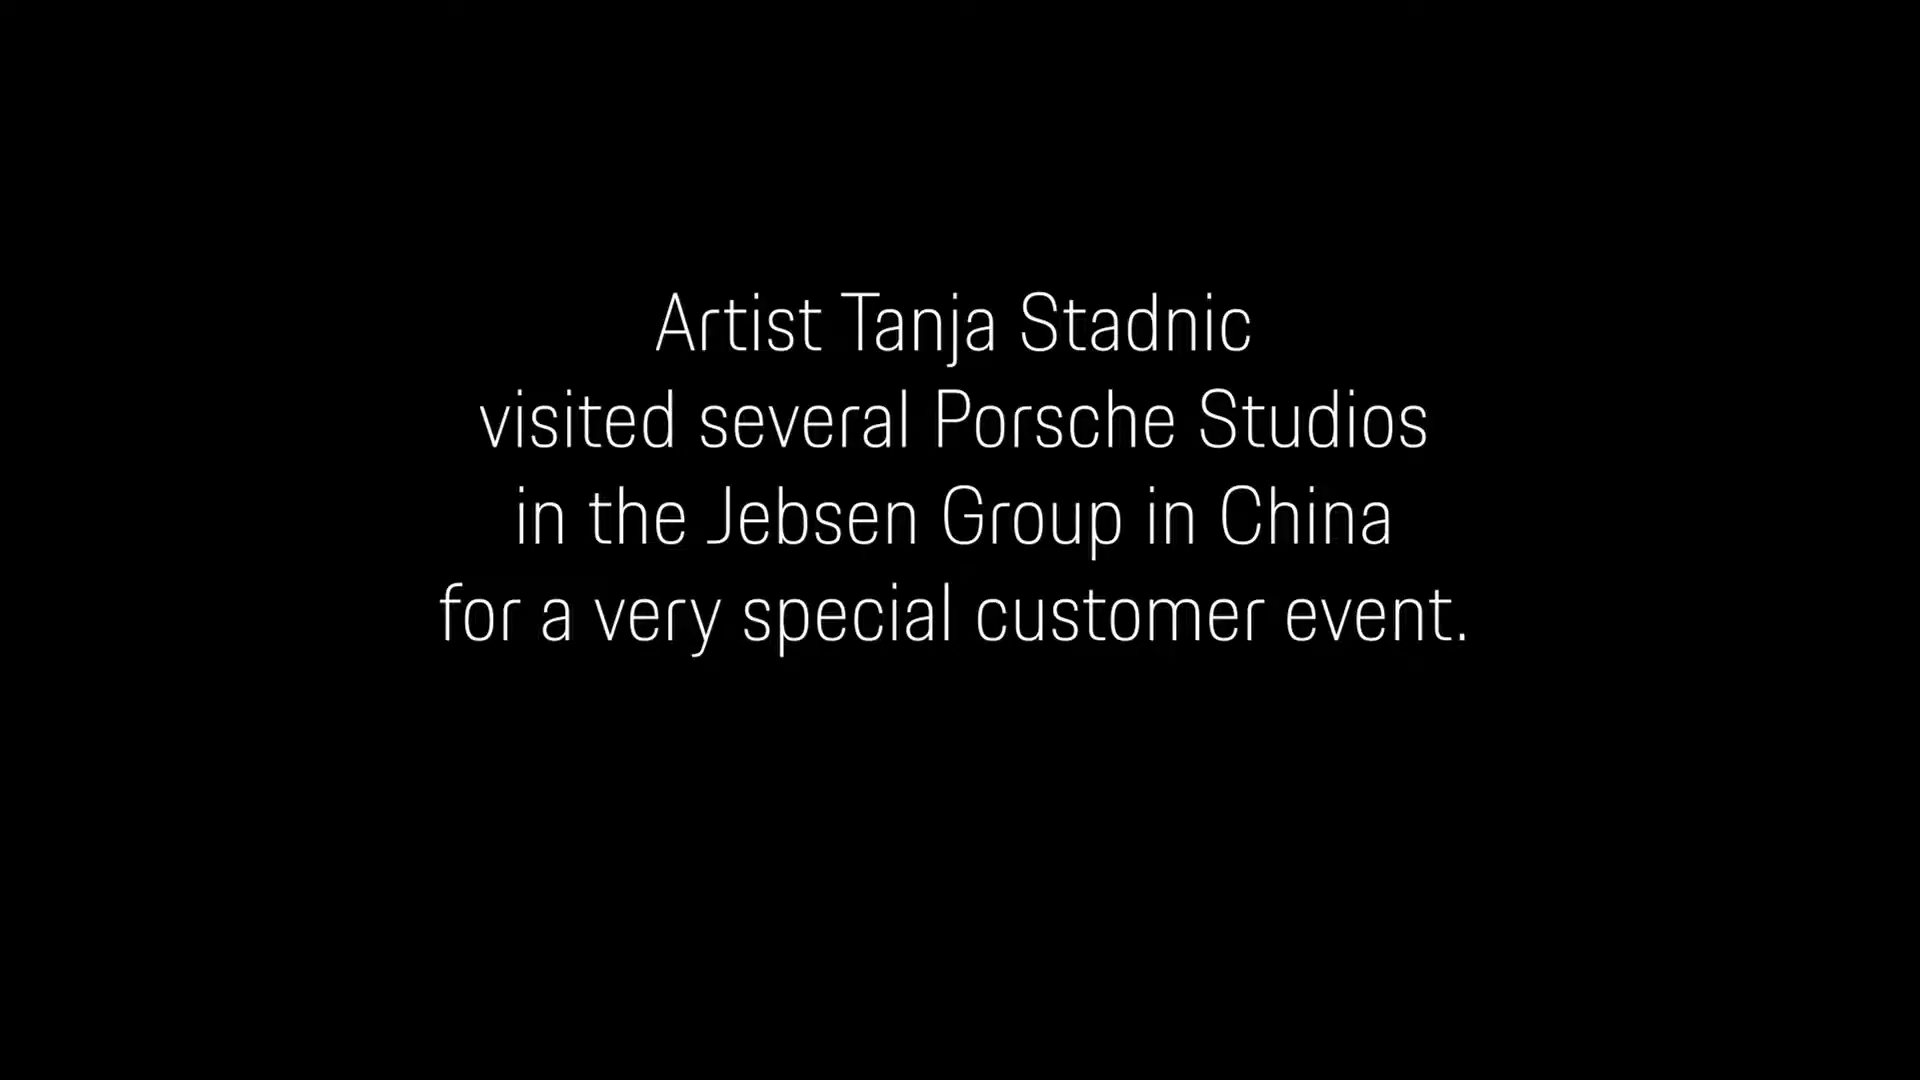 Artist Tanja Stadnic
visited several Porsche Studios
in the Jebsen Group in China
for a very special customer event.